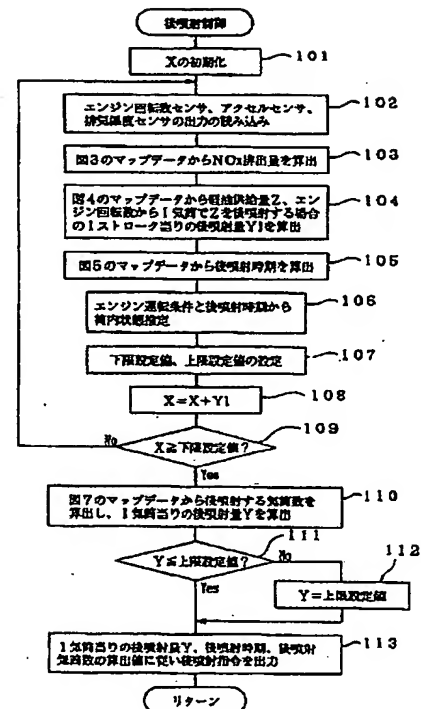 後噴射制御
Xの初期化
101
エンジン回転数センサ、アクセルセンサ、
排気温度センサの出力の読み込み
102
図3のマップデータからNOx排出量を算出
103
図4のマップデータから軽油供給量Z、エンジ
ン回転数から1気筒でZを後噴射する場合
の1ストローク当りの後噴射量Y1を算出
104
図5のマップデータから後噴射時期を算出
105
エンジン運転条件と後噴射時期から
筒内状態推定
106
下限設定値、上限設定値の設定
107
X=X+Y1
108
X≧下限設定値?
109
No
Yes
図7のマップデータから後噴射する気筒数を
算出し、1気筒当りの後噴射量Yを算出
110
Y≦上限設定値?
111
No
Yes
Y=上限設定値
112
1気筒当りの後噴射量Y、後噴射時期、後噴射
気筒数の算出値に従い後噴射指令を出力
113
リターン